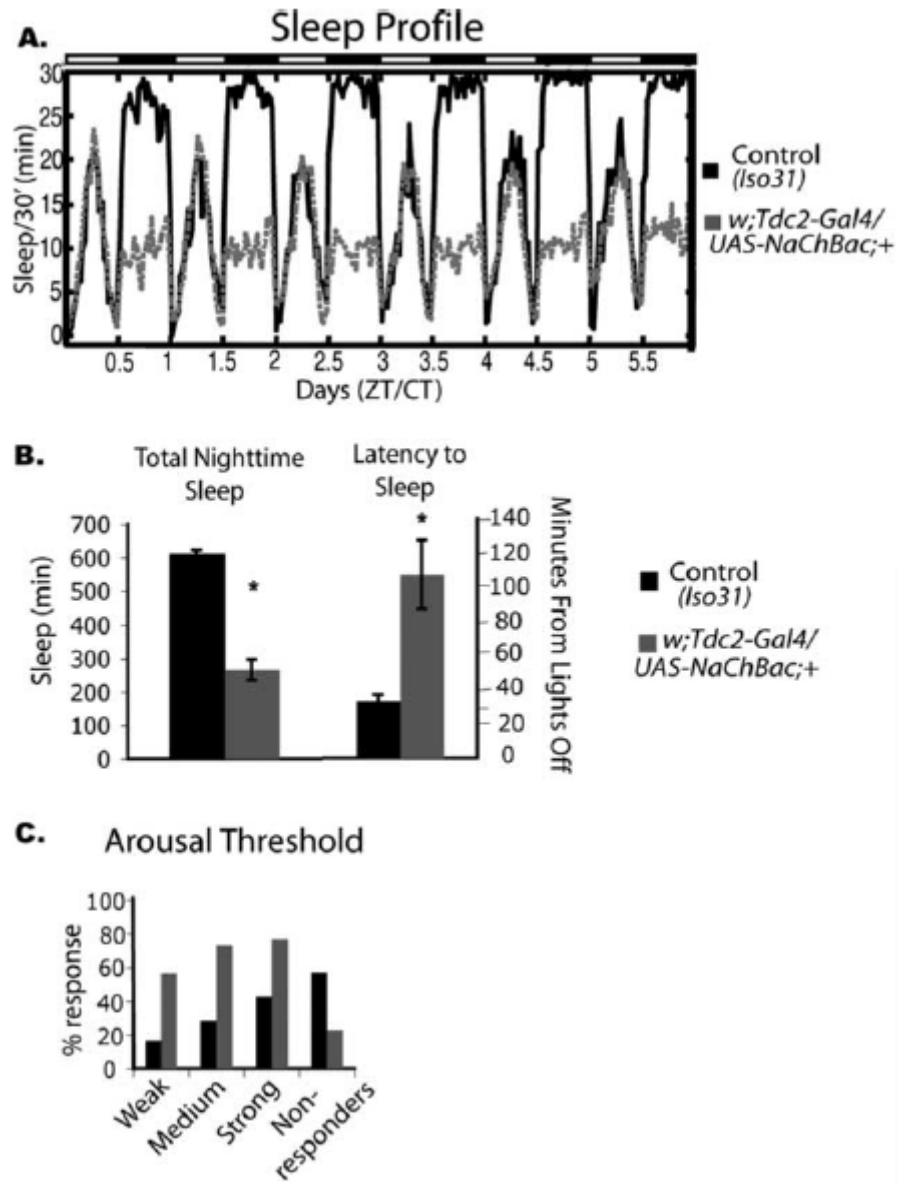 A.
Sleep Profile
Sleep/30' (min)
30
25
20
15
10
5
0
0.5 1 1.5 2 2.5 3 3.5 4 4.5 5 5.5
Days (ZT/CT)
Control
(Iso31)
w;Tdc2-Gal4/
UAS-NaChBac;+
B.
Total Nighttime
Sleep
Latency to
Sleep
Sleep (min)
700
600
500
400
300
200
100
0
*
*
140
120
100
80
60
40
20
0
Minutes From Lights Off
Control
(Iso31)
w;Tdc2-Gal4/
UAS-NaChBac;+
C.
Arousal Threshold
% response
100
80
60
40
20
0
Weak
Medium
Strong
Non-
responders